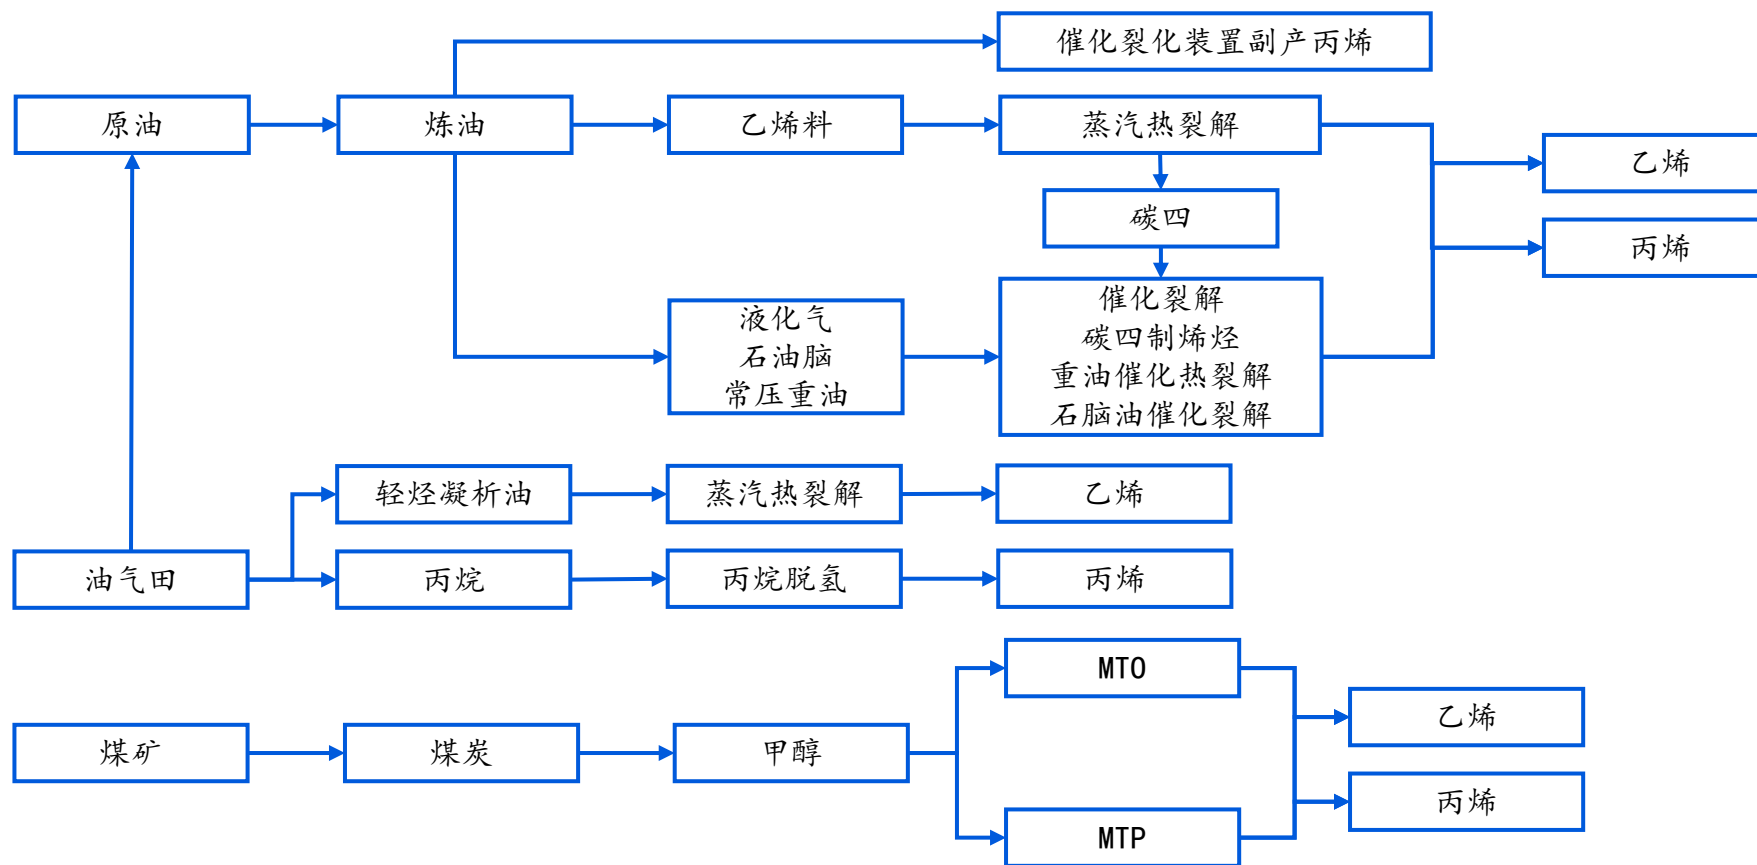 催化裂化装置副产丙烯
原油
炼油
乙烯料
蒸汽热裂解
乙烯
碳四
丙烯
液化气
石油脑
常压重油
催化裂解
碳四制烯烃
重油催化热裂解
石脑油催化裂解
轻烃凝析油
蒸汽热裂解
乙烯
油气田
丙烷
丙烷脱氢
丙烯
MTO
乙烯
煤矿
煤炭
甲醇
丙烯
MTP